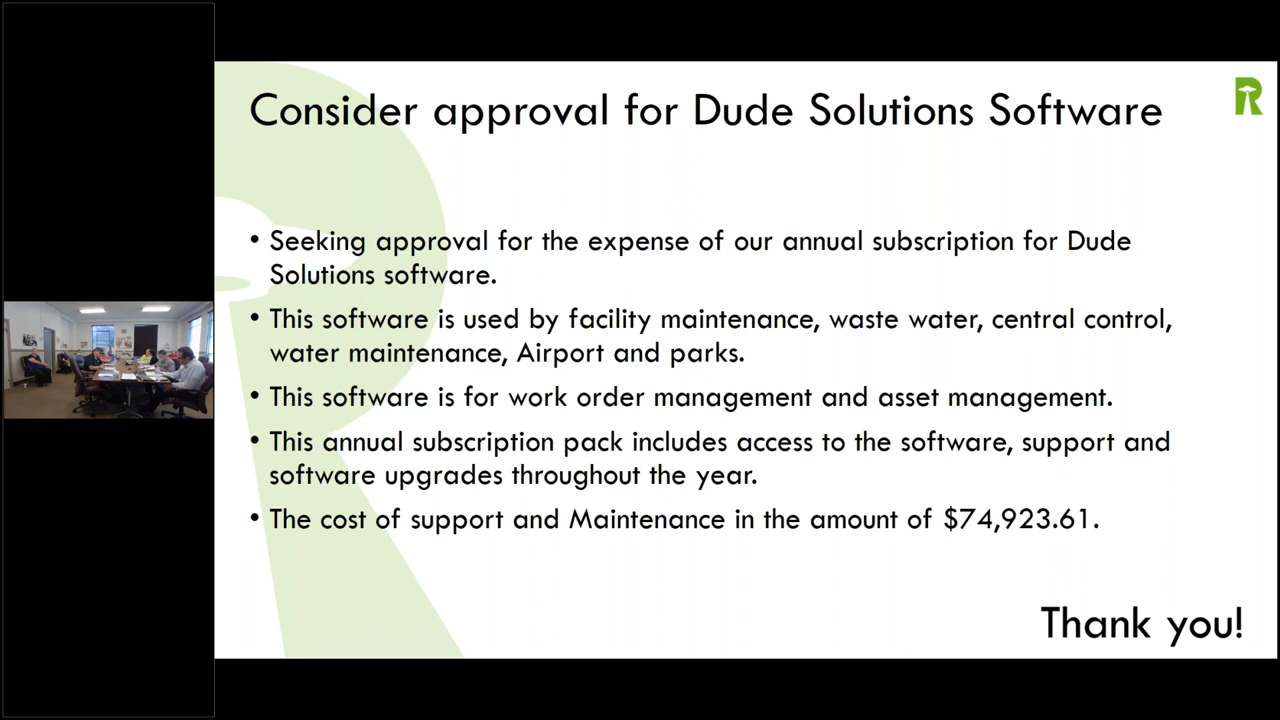 R
Consider approval for Dude Solutions Software
• Seeking approval for the expense of our annual subscription for Dude
Solutions software.
• This software is used by facility maintenance, waste water, central control,
water maintenance, Airport and parks.
• This software is for work order management and asset management.
• This annual subscription pack includes access to the software, support and
software upgrades throughout the year.
• The cost of support and Maintenance in the amount of $74,923.61.
Thank you!